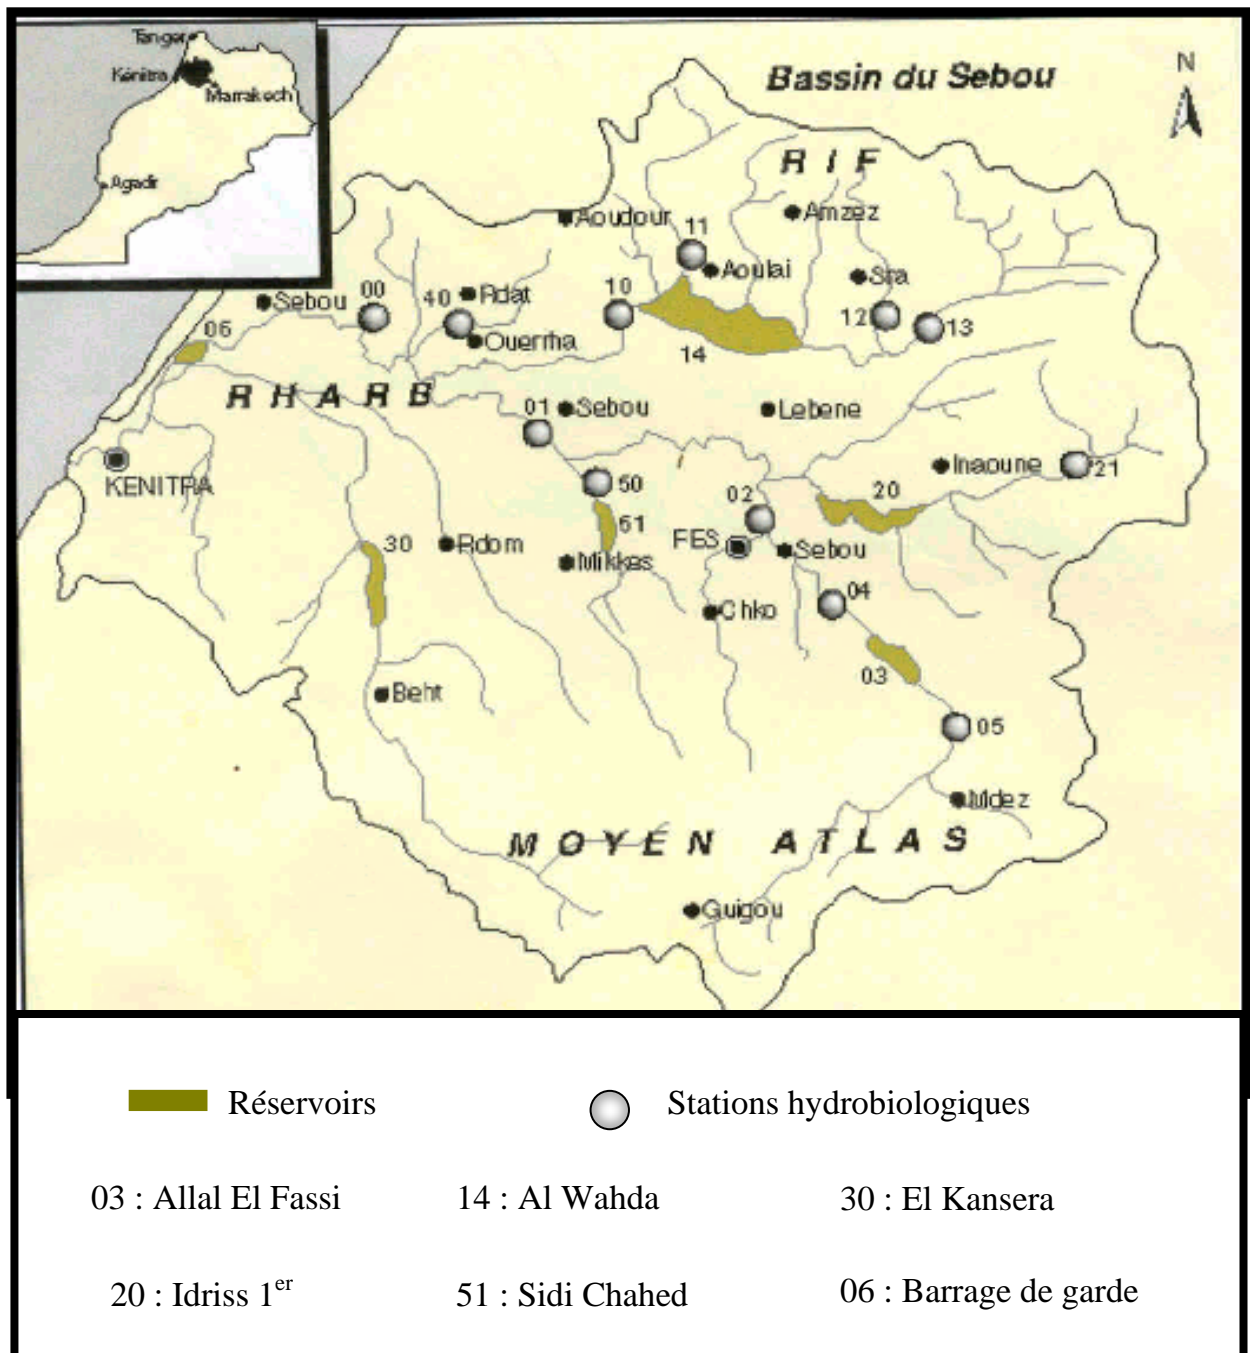 Tanger
Kénitra
Marrakech
Agadir
Bassin du Sebou
N
RIF
Aoudour
Amzez
11
Aoulai
Sra
Sebou
00
40
Rdat
10
12
13
06
Ouerrha
14
RHARB
01
Sebou
Lebene
KENITRA
50
Inaoune
21
02
20
51
FES
Sebou
30
Rdom
Mikkes
04
Chko
03
Beht
05
Mdez
MOYEN ATLAS
Guigou
Réservoirs
Stations hydrobiologiques
03 : Allal El Fassi
14 : Al Wahda
30 : El Kansera
20 : Idriss 1er
51 : Sidi Chahed
06 : Barrage de garde